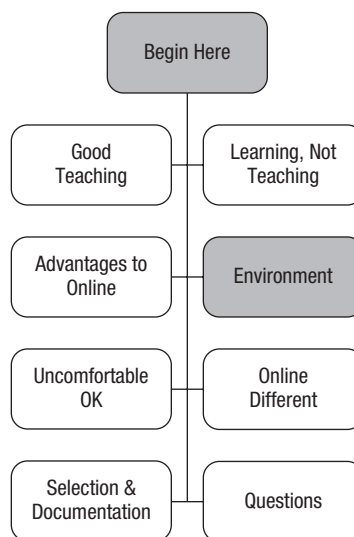 Begin Here
Good
Teaching
Learning, Not
Teaching
Advantages to
Online
Environment
Uncomfortable
OK
Online
Different
Selection &
Documentation
Questions